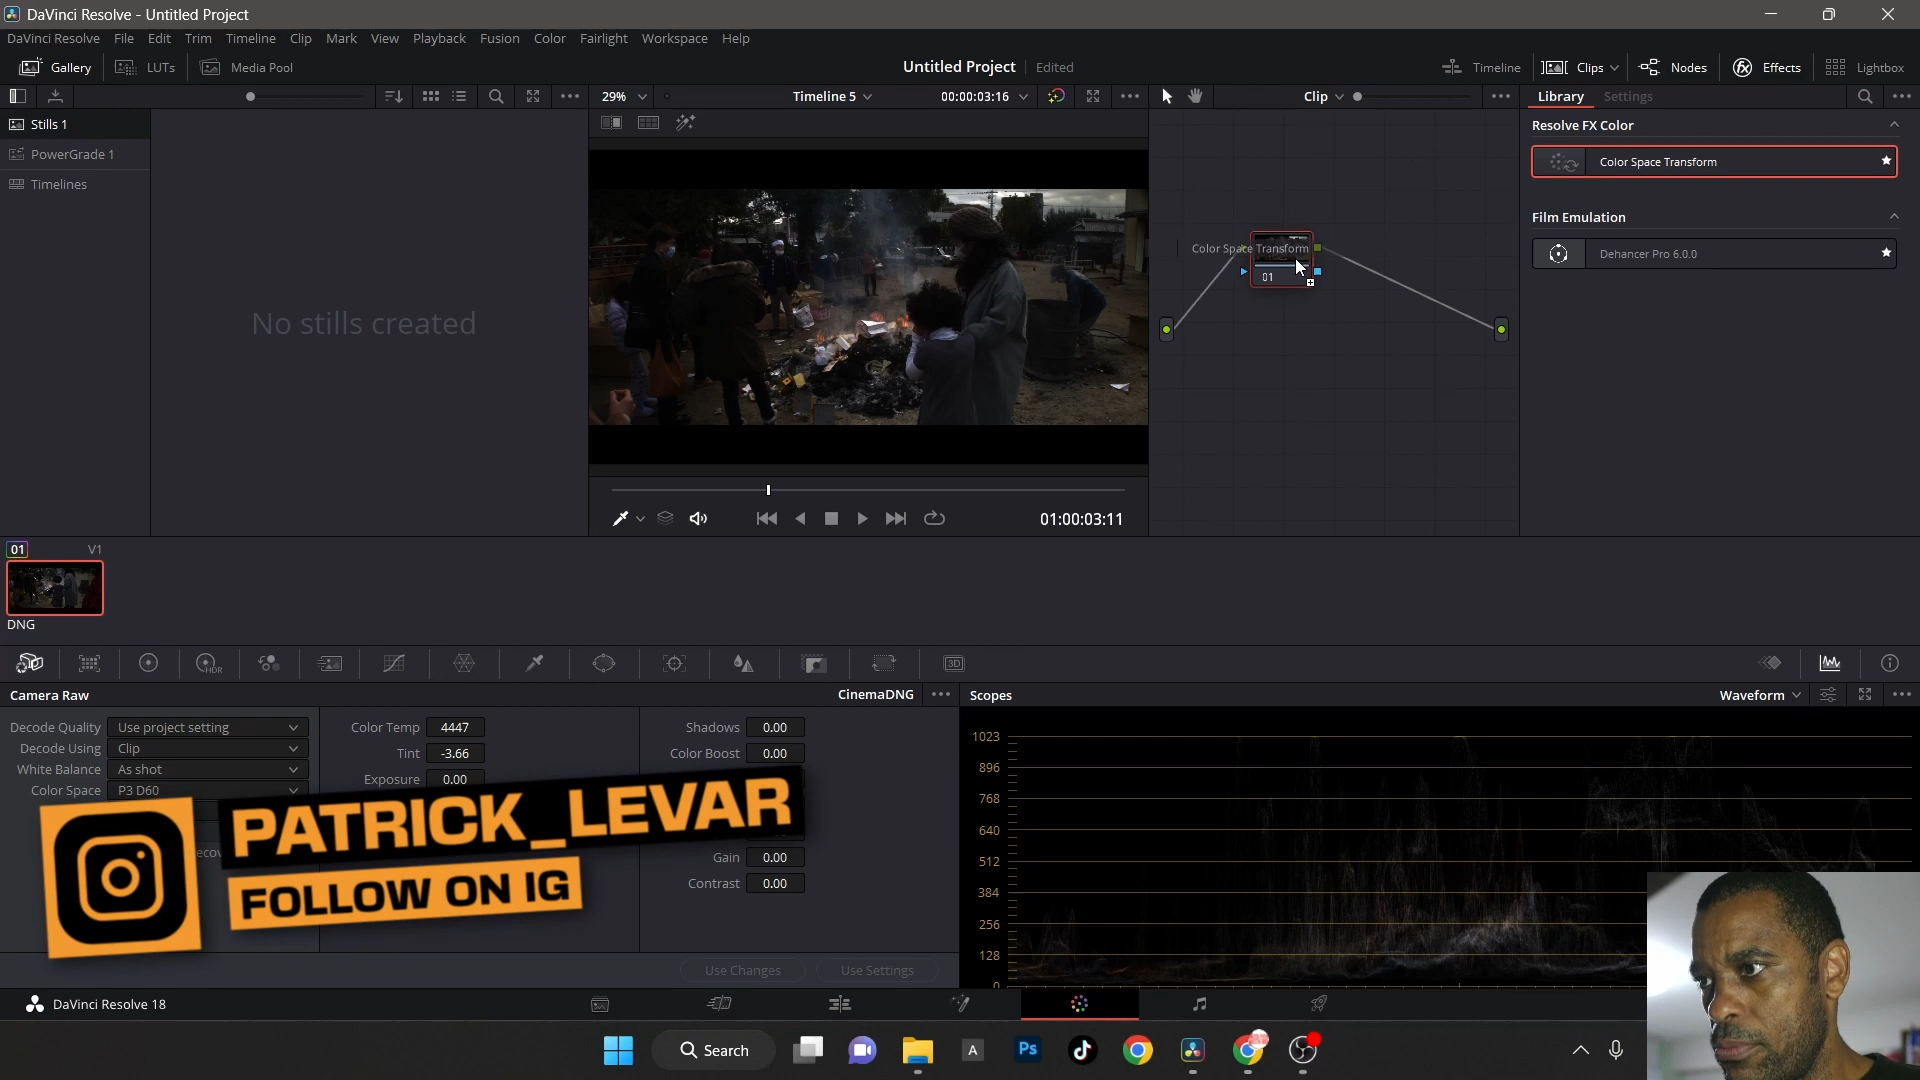 DaVinci Resolve - Untitled Project
DaVinci Resolve File Edit Trim Timeline Clip Mark View Playback Fusion Color Fairlight Workspace Help
Gallery LUTs Media Pool Untitled Project Edited Timeline Clips Nodes Effects Lightbox
29% Timeline 5 00:00:03:16 Clip Library Settings
Stills 1
PowerGrade 1
Timelines
No stills created
Color Space Transform
01
Resolve FX Color
Color Space Transform
Film Emulation
Dehancer Pro 6.0.0
01:00:03:11
01 V1
DNG
HDR
3D
Camera Raw CinemaDNG
Decode Quality Use project setting
Decode Using Clip
White Balance As shot
Color Space P3 D60
Color Temp 4447
Tint -3.66
Exposure 0.00
Shadows 0.00
Color Boost 0.00
Gain 0.00
Contrast 0.00
Use Changes Use Settings
PATRICK_LEVAR
FOLLOW ON IG
Scopes Waveform
1023
896
768
640
512
384
256
128
0
DaVinci Resolve 18
Search
A
Ps